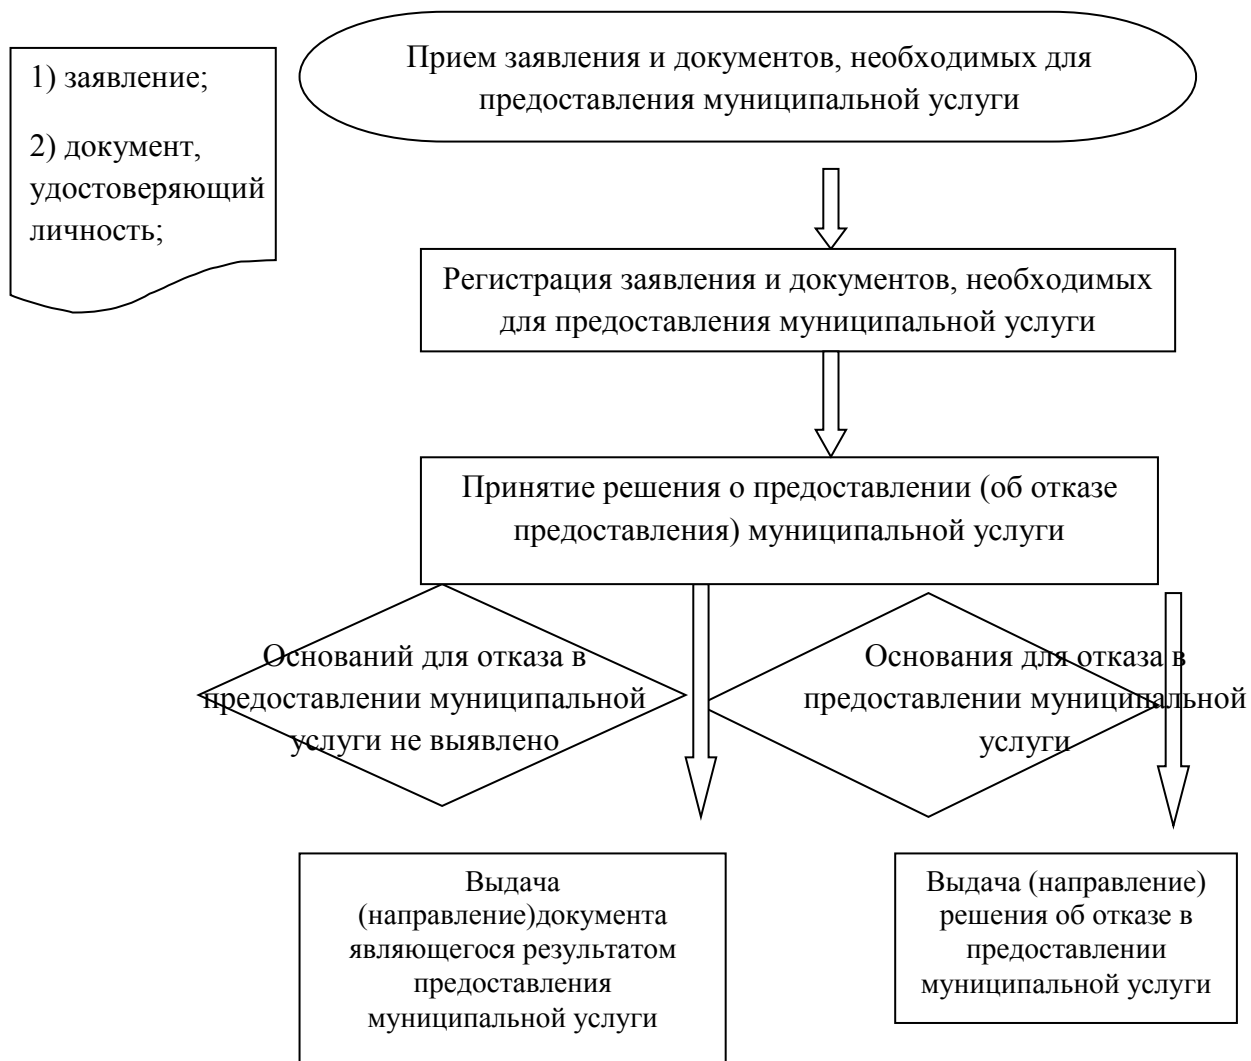 1) заявление;
2) документ,
удостоверяющий
личность;
Прием заявления и документов, необходимых для
предоставления муниципальной услуги
Регистрация заявления и документов, необходимых
для предоставления муниципальной услуги
Принятие решения о предоставлении (об отказе
предоставления) муниципальной услуги
Оснований для отказа в
предоставлении муниципальной
услуги не выявлено
Основания для отказа в
предоставлении муниципальной
услуги
Выдача
(направление)документа
являющегося результатом
предоставления
муниципальной услуги
Выдача (направление)
решения об отказе в
предоставлении
муниципальной услуги